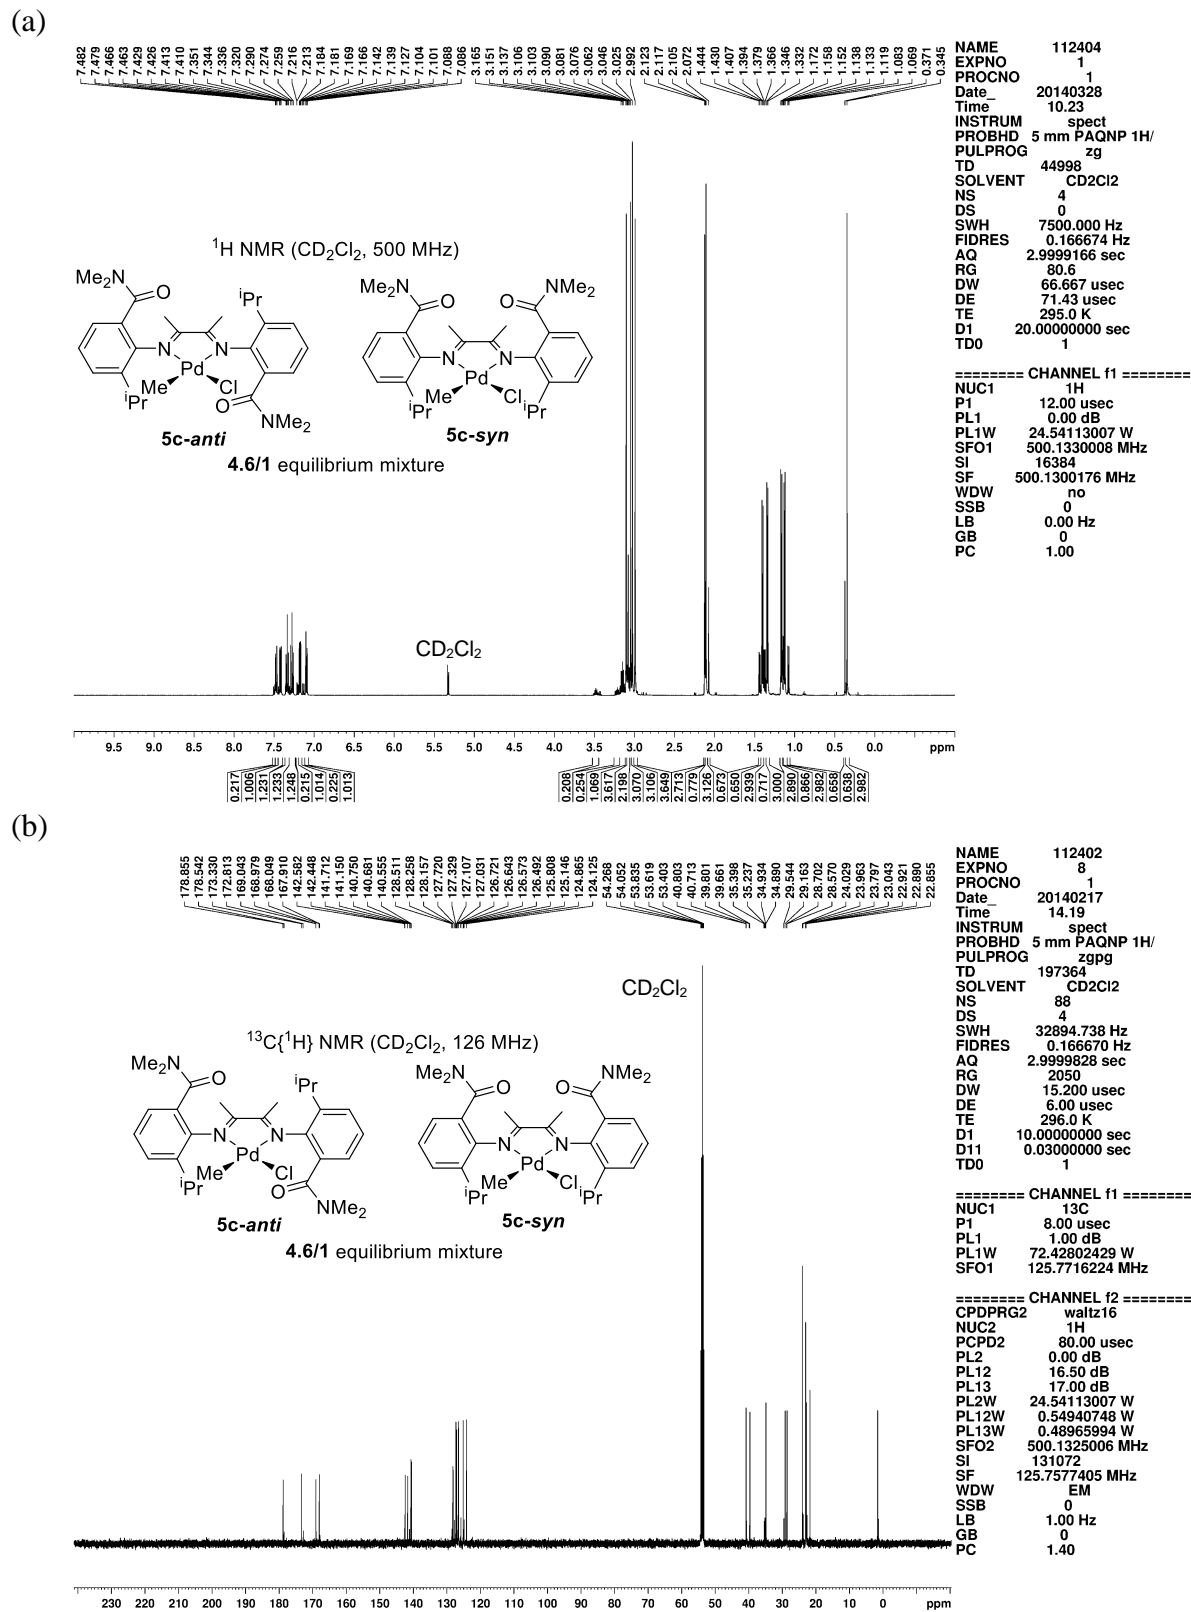 (a)
7.482 7.479 7.466 7.463 7.429 7.426 7.413 7.410 7.351 7.344 7.336 7.320 7.290 7.274 7.259 7.216 7.213 7.184 7.181 7.169 7.166 7.142 7.139 7.127 7.104 7.101 7.088 7.086 3.165 3.151 3.137 3.106 3.103 3.090 3.081 3.076 3.062 3.046 3.025 2.992 2.123 2.117 2.105 2.072 1.444 1.430 1.407 1.394 1.379 1.366 1.346 1.332 1.172 1.158 1.152 1.138 1.133 1.119 1.083 1.069 0.371 0.345
NAME 112404
EXPNO 1
PROCNO 1
Date_ 20140328
Time 10.23
INSTRUM spect
PROBHD 5 mm PAQNP 1H/
PULPROG zg
TD 44998
SOLVENT CD2Cl2
NS 4
DS 0
SWH 7500.000 Hz
FIDRES 0.166674 Hz
AQ 2.9999166 sec
RG 80.6
DW 66.667 usec
DE 71.43 usec
TE 295.0 K
D1 20.00000000 sec
TD0 1
======== CHANNEL f1 ========
NUC1 1H
P1 12.00 usec
PL1 0.00 dB
PL1W 24.54113007 W
SFO1 500.1330008 MHz
SI 16384
SF 500.1300176 MHz
WDW no
SSB 0
LB 0.00 Hz
GB 0
PC 1.00
¹H NMR (CD₂Cl₂, 500 MHz)
Me₂N O ⁱPr N N Pd Me Cl ⁱPr O NMe₂
Me₂N O O NMe₂ N N Pd Me Cl ⁱPr ⁱPr
5c-anti 5c-syn
4.6/1 equilibrium mixture
CD₂Cl₂
9.5 9.0 8.5 8.0 7.5 7.0 6.5 6.0 5.5 5.0 4.5 4.0 3.5 3.0 2.5 2.0 1.5 1.0 0.5 0.0 ppm
0.217 1.006 1.231 1.233 1.248 0.215 1.014 0.225 1.013 0.208 0.254 1.069 3.617 2.198 3.070 3.106 3.649 2.713 0.779 3.126 0.673 0.650 2.939 0.717 3.000 2.890 0.866 2.982 0.658 0.638 2.982
(b)
178.855 178.542 173.330 172.813 169.043 168.979 168.049 167.910 142.582 142.448 141.712 141.150 140.750 140.681 140.555 128.511 128.258 128.157 127.720 127.329 127.107 127.031 126.721 126.643 126.573 126.492 125.808 125.146 124.865 124.125 54.268 54.052 53.835 53.619 53.403 40.803 40.713 39.801 39.661 35.398 35.237 34.934 34.890 29.544 29.163 28.702 28.570 24.029 23.963 23.797 23.043 22.921 22.890 22.855
NAME 112402
EXPNO 8
PROCNO 1
Date_ 20140217
Time 14.19
INSTRUM spect
PROBHD 5 mm PAQNP 1H/
PULPROG zgpg
TD 197364
SOLVENT CD2Cl2
NS 88
DS 4
SWH 32894.738 Hz
FIDRES 0.166670 Hz
AQ 2.9999828 sec
RG 2050
DW 15.200 usec
DE 6.00 usec
TE 296.0 K
D1 10.00000000 sec
D11 0.03000000 sec
TD0 1
======== CHANNEL f1 ========
NUC1 13C
P1 8.00 usec
PL1 1.00 dB
PL1W 72.42802429 W
SFO1 125.7716224 MHz
======== CHANNEL f2 ========
CPDPRG2 waltz16
NUC2 1H
PCPD2 80.00 usec
PL2 0.00 dB
PL12 16.50 dB
PL13 17.00 dB
PL2W 24.54113007 W
PL12W 0.54940748 W
PL13W 0.48965994 W
SFO2 500.1325006 MHz
SI 131072
SF 125.7577405 MHz
WDW EM
SSB 0
LB 1.00 Hz
GB 0
PC 1.40
CD₂Cl₂
¹³C{¹H} NMR (CD₂Cl₂, 126 MHz)
Me₂N O ⁱPr N N Pd Me Cl ⁱPr O NMe₂
Me₂N O O NMe₂ N N Pd Me Cl ⁱPr ⁱPr
5c-anti 5c-syn
4.6/1 equilibrium mixture
230 220 210 200 190 180 170 160 150 140 130 120 110 100 90 80 70 60 50 40 30 20 10 0 ppm